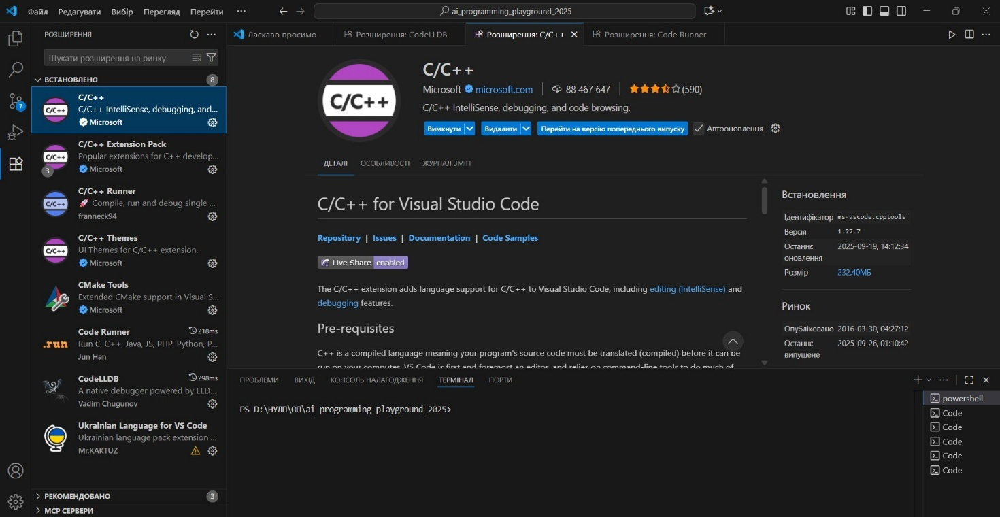 Файл Редагувати Вибір Перегляд Перейти ··· ai_programming_playground_2025
РОЗШИРЕННЯ ···
Ласкаво просимо Розширення: CodeLLDB Розширення: C/C++ Розширення: Code Runner
Шукати розширення на ринку
ВСТАНОВЛЕНО 8
C/C++
C/C++ IntelliSense, debugging, and...
Microsoft
C/C++ Extension Pack
Popular extensions for C++ develop...
3 Microsoft
C/C++ Runner
🚀 Compile, run and debug single ...
franneck94
C/C++ Themes
UI Themes for C/C++ extension.
Microsoft
CMake Tools
Extended CMake support in Visual S...
Microsoft
Code Runner 218ms
Run C, C++, Java, JS, PHP, Python, P...
Jun Han
.run
CodeLLDB 298ms
A native debugger powered by LLD...
Vadim Chugunov
Ukrainian Language for VS Code
Ukrainian language pack extension ...
Mr.KAKTUZ
РЕКОМЕНДОВАНО 3
MCP СЕРВЕРИ
7
C/C++
C/C++
C/C++
C/C++
C/C++
C/C++
Microsoft microsoft.com 88 467 647 (590)
C/C++ IntelliSense, debugging, and code browsing.
Вимкнути Видалити Перейти на версію попереднього випуску Автооновлення
ДЕТАЛІ ОСОБЛИВОСТІ ЖУРНАЛ ЗМІН
C/C++ for Visual Studio Code
Repository | Issues | Documentation | Code Samples
Live Share enabled
The C/C++ extension adds language support for C/C++ to Visual Studio Code, including editing (IntelliSense) and
debugging features.
Pre-requisites
C++ is a compiled language meaning your program's source code must be translated (compiled) before it can be
run on your computer. VS Code is first and foremost an editor, and relies on command-line tools to do much of
Встановлення
Ідентифікатор ms-vscode.cpptools
Версія 1.27.7
Останнє 2025-09-19, 14:12:34
оновлення
Розмір 232.40МБ
Ринок
Опубліковано 2016-03-30, 04:27:12
Останнє 2025-09-26, 01:10:42
випущене
ПРОБЛЕМИ ВИХІД КОНСОЛЬ НАЛАГОДЖЕННЯ ТЕРМІНАЛ ПОРТИ
PS D:\НУЛП\ОП\ai_programming_playground_2025>
powershell
Code
Code
Code
Code
Code